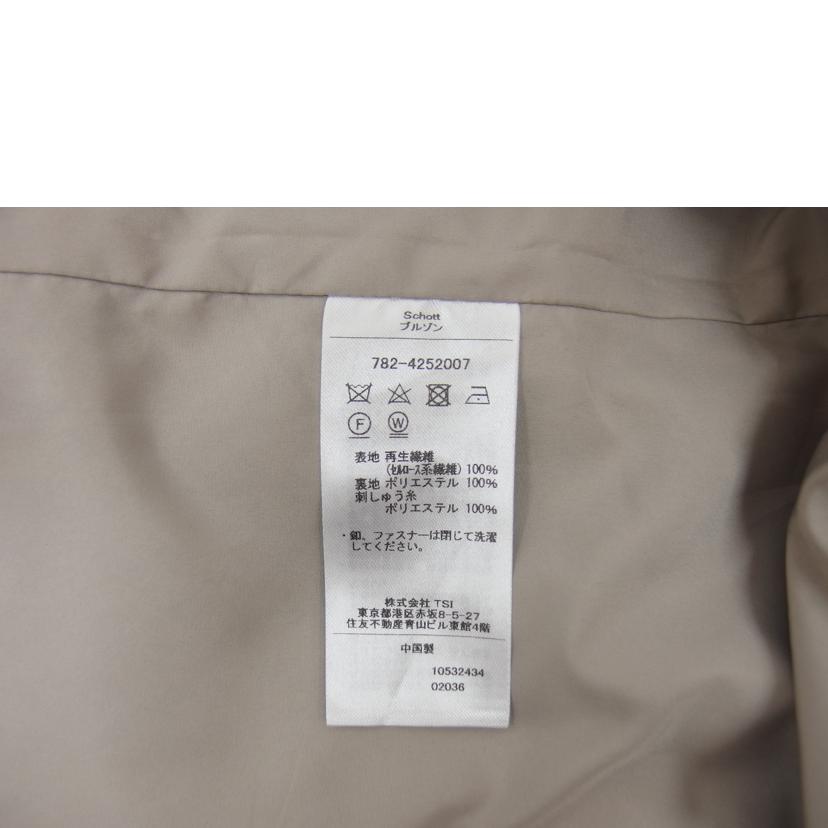 Schott
ブルゾン
782-4252007
F W
表地 再生繊維
(ｾﾙﾛｰｽ系繊維) 100%
裏地 ポリエステル 100%
刺しゅう糸
ポリエステル 100%
・釦、ファスナーは閉じて洗濯
してください。
株式会社 TSI
東京都港区赤坂8-5-27
住友不動産青山ビル東館4階
中国製
10532434
02036